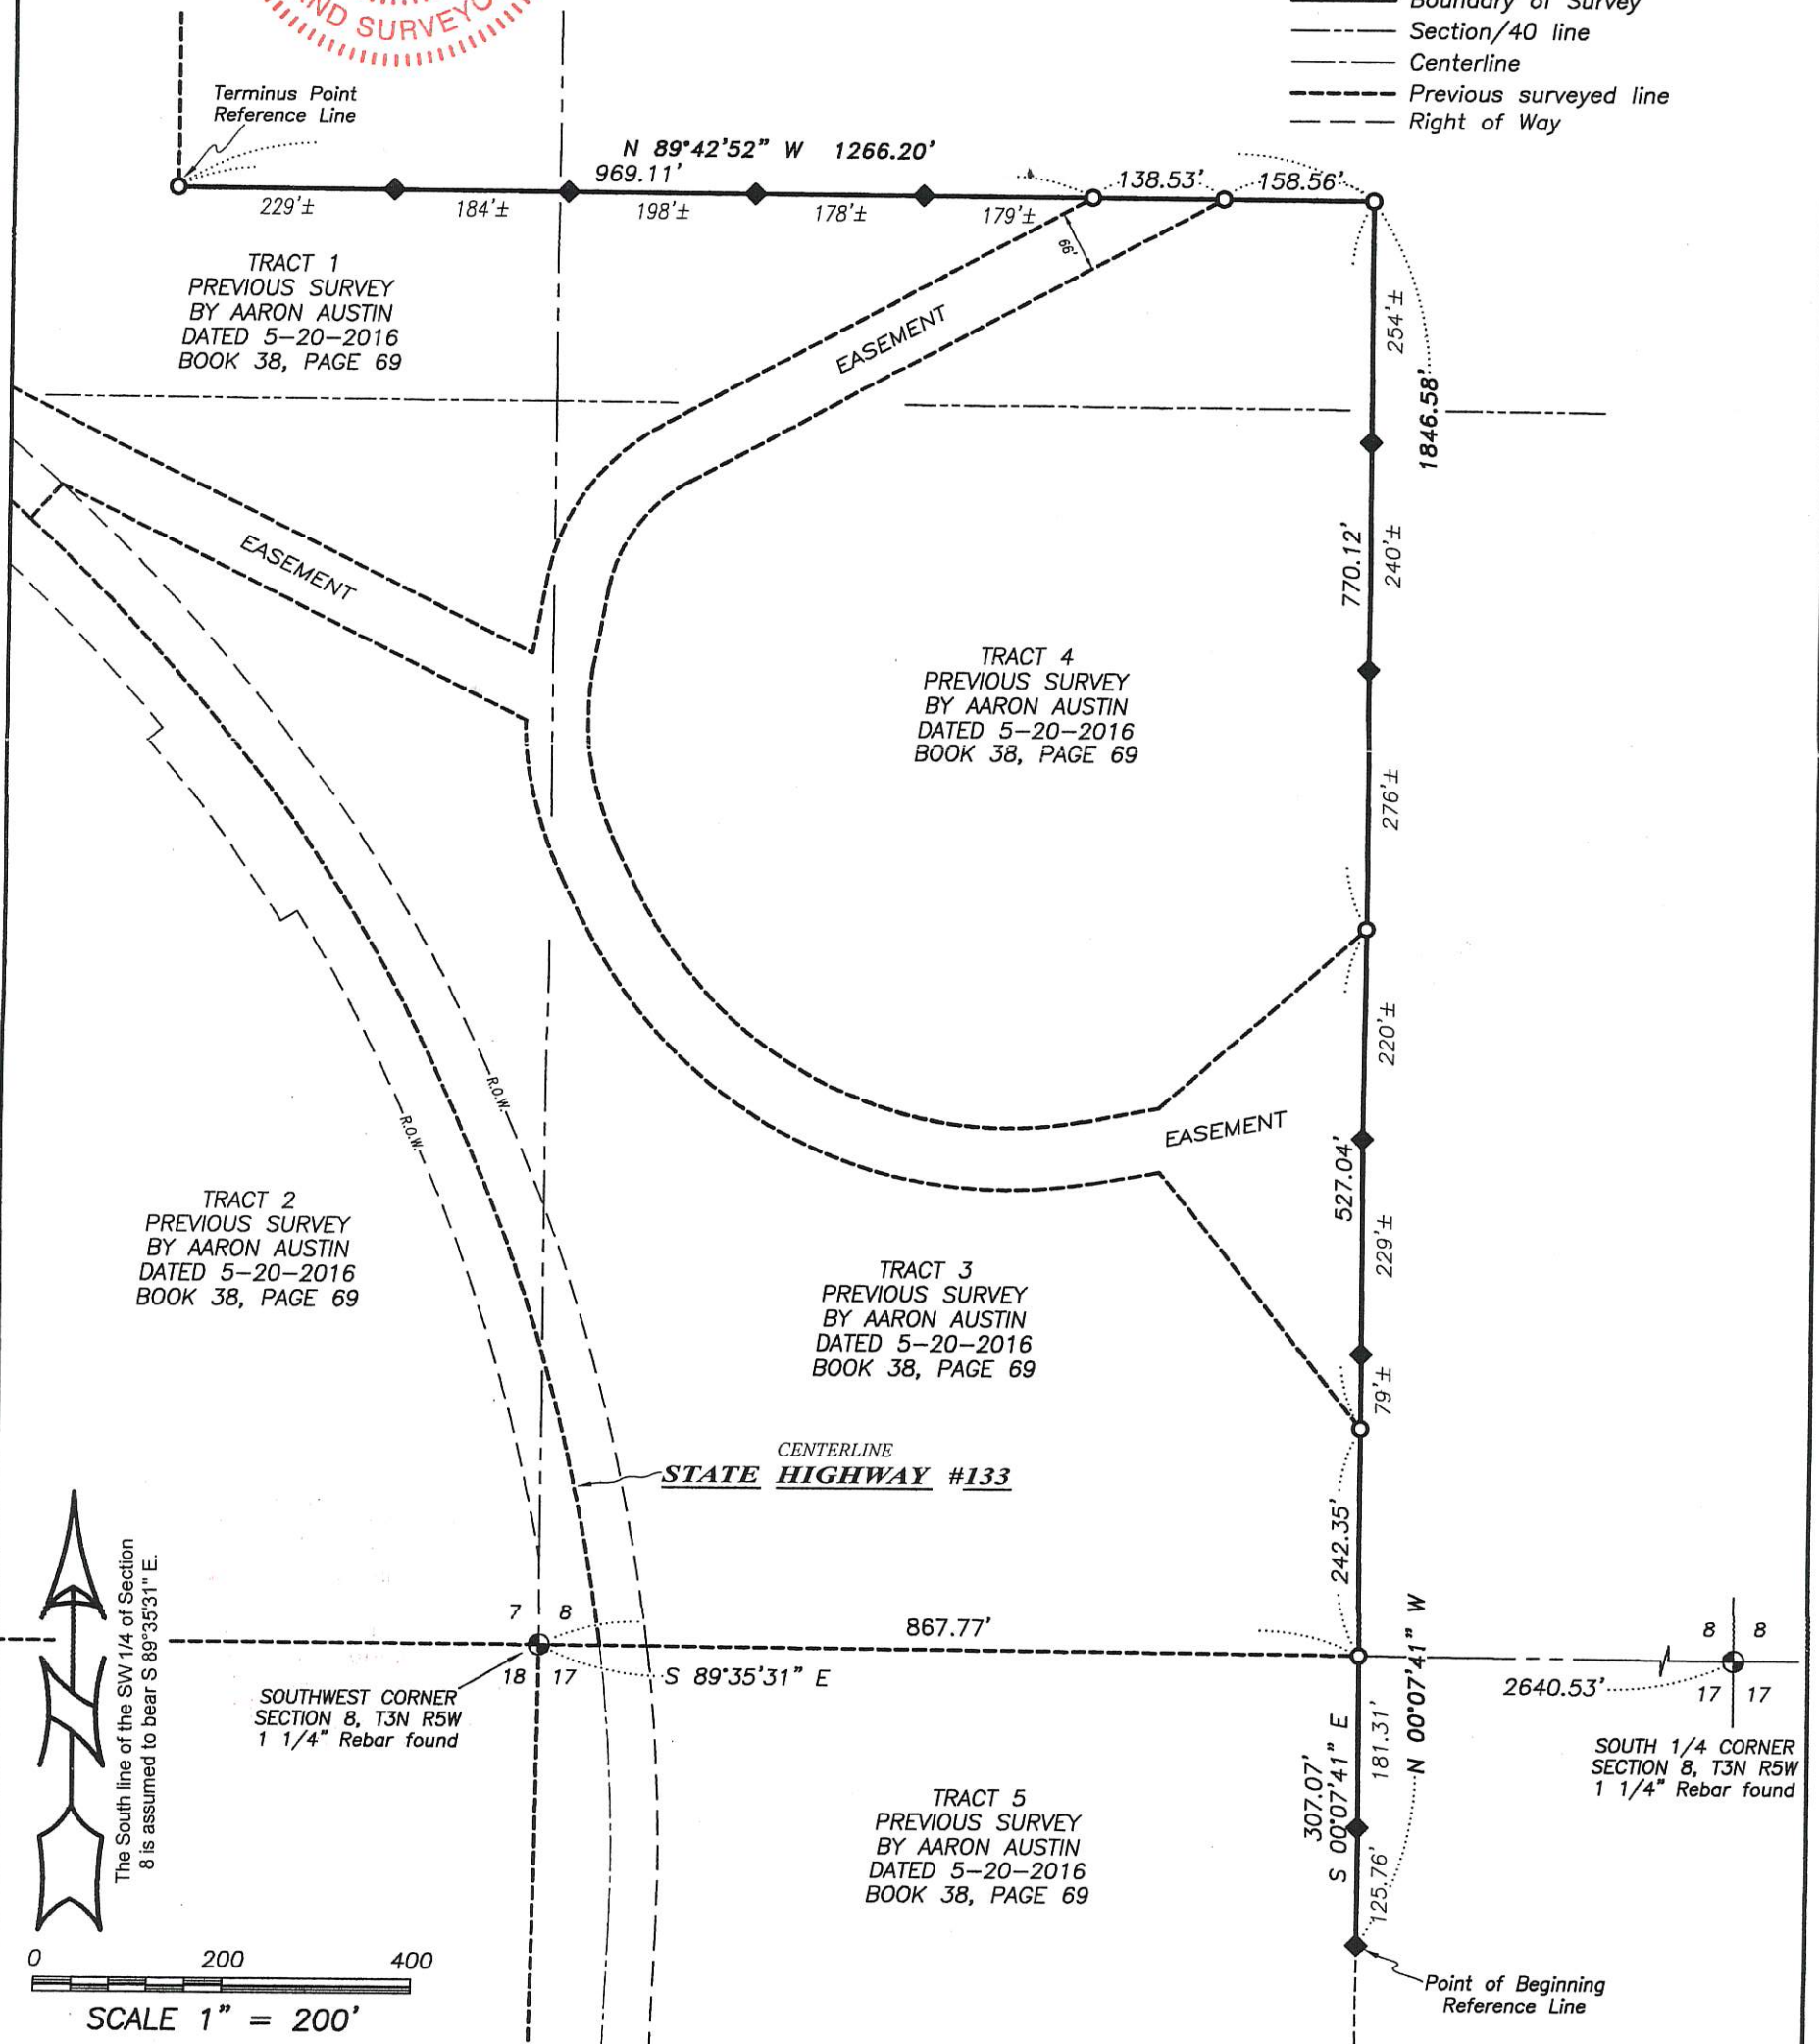 ND SURVEYO
Boundary of Survey
Section/40 line
Centerline
Previous surveyed line
Right of Way
Terminus Point
Reference Line
N 89°42'52" W 1266.20'
969.11'
138.53'
158.56'
229'±
184'±
198'±
178'±
179'±
66'
TRACT 1
PREVIOUS SURVEY
BY AARON AUSTIN
DATED 5-20-2016
BOOK 38, PAGE 69
EASEMENT
254'±
1846.58'
EASEMENT
770.12'
240'±
TRACT 4
PREVIOUS SURVEY
BY AARON AUSTIN
DATED 5-20-2016
BOOK 38, PAGE 69
276'±
220'±
R.O.W.
R.O.W.
EASEMENT
527.04'
229'±
TRACT 2
PREVIOUS SURVEY
BY AARON AUSTIN
DATED 5-20-2016
BOOK 38, PAGE 69
TRACT 3
PREVIOUS SURVEY
BY AARON AUSTIN
DATED 5-20-2016
BOOK 38, PAGE 69
79'±
CENTERLINE
STATE HIGHWAY #133
242.35'
The South line of the SW 1/4 of Section
8 is assumed to bear S 89°35'31" E.
7 8
18 17
867.77'
S 89°35'31" E
SOUTHWEST CORNER
SECTION 8, T3N R5W
1 1/4" Rebar found
N 00°07'41" W
2640.53'
8 8
17 17
SOUTH 1/4 CORNER
SECTION 8, T3N R5W
1 1/4" Rebar found
307.07'
S 00°07'41" E
181.31'
125.76'
TRACT 5
PREVIOUS SURVEY
BY AARON AUSTIN
DATED 5-20-2016
BOOK 38, PAGE 69
Point of Beginning
Reference Line
0 200 400
SCALE 1" = 200'